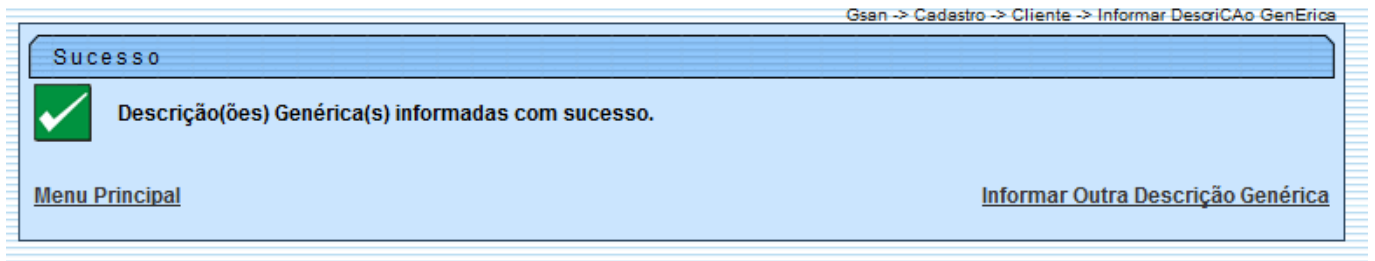 Gsan -> Cadastro -> Cliente -> Informar DescriCAo GenErica
Sucesso
Descrição(ões) Genérica(s) informadas com sucesso.
Menu Principal
Informar Outra Descrição Genérica